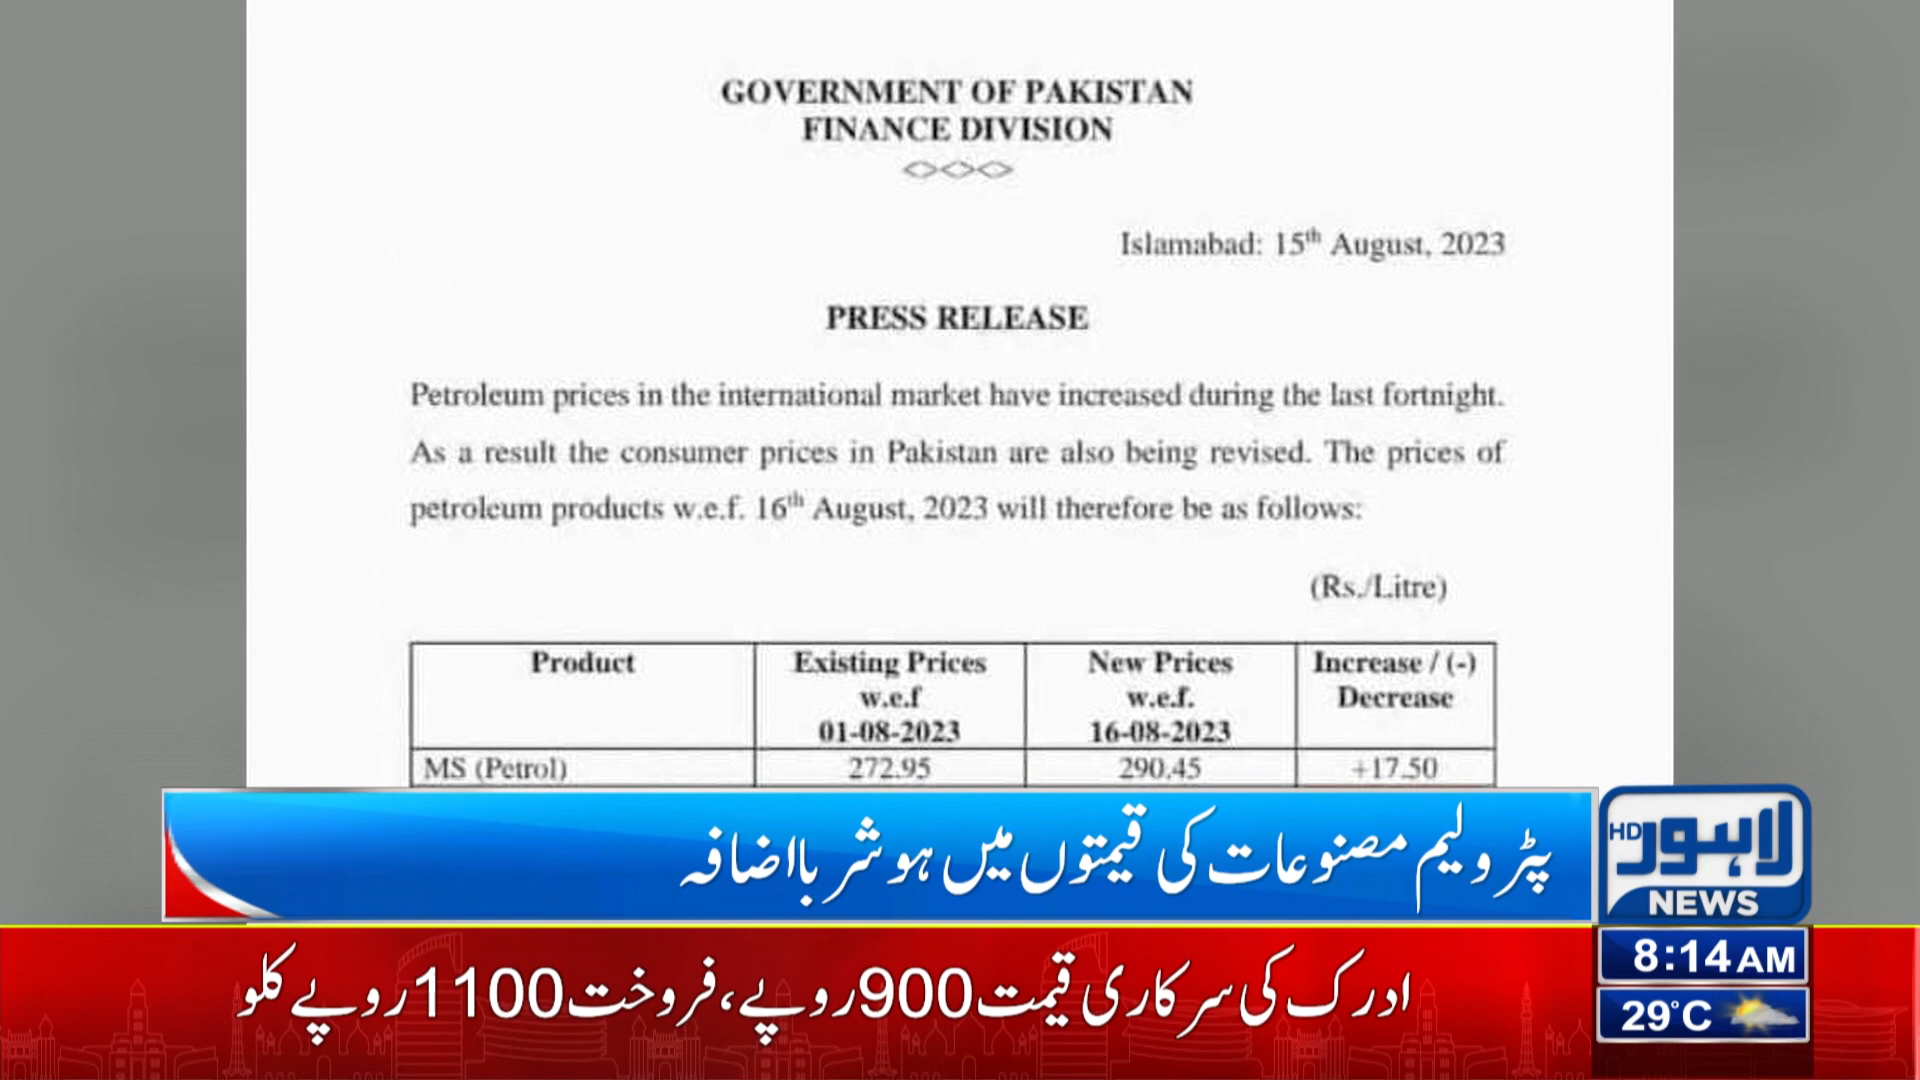 GOVERNMENT OF PAKISTAN
FINANCE DIVISION
Islamabad: 15th August, 2023
PRESS RELEASE
Petroleum prices in the international market have increased during the last fortnight.
As a result the consumer prices in Pakistan are also being revised. The prices of
petroleum products w.e.f. 16th August, 2023 will therefore be as follows:
(Rs./Litre)
Product Existing Prices w.e.f 01-08-2023 New Prices w.e.f. 16-08-2023 Increase / (-) Decrease
MS (Petrol) 272.95 290.45 +17.50
پٹرولیم مصنوعات کی قیمتوں میں ہوشربا اضافہ
لاہور HD
NEWS
8:14 AM
ادرک کی سرکاری قیمت 900 روپے، فروخت 1100 روپے کلو
29°C